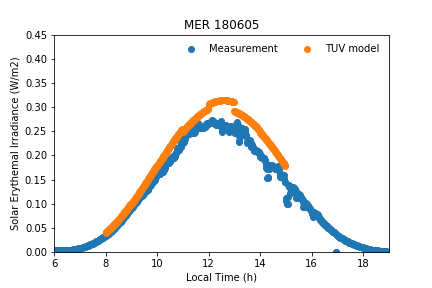 MER 180605
Measurement
TUV model
Solar Erythemal Irradiance (W/m2)
0.45
0.40
0.35
0.30
0.25
0.20
0.15
0.10
0.05
0.00
6 8 10 12 14 16 18
Local Time (h)